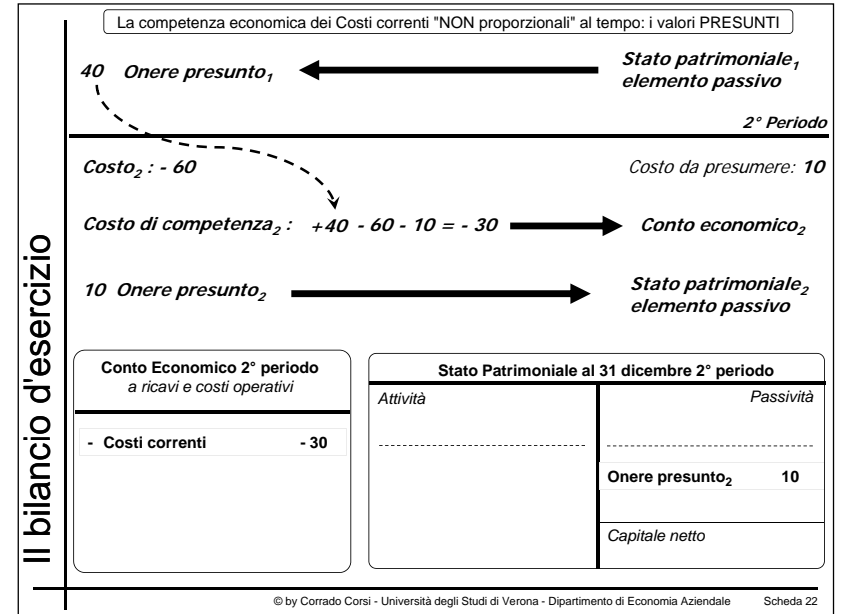 La competenza economica dei Costi correnti "NON proporzionali" al tempo: i valori PRESUNTI
40 Onere presunto1
Stato patrimoniale1
elemento passivo
2° Periodo
Costo2 : - 60
Costo da presumere: 10
Costo di competenza2 : +40 - 60 - 10 = - 30
Conto economico2
10 Onere presunto2
Stato patrimoniale2
elemento passivo
Il bilancio d'esercizio
Conto Economico 2° periodo
a ricavi e costi operativi
- Costi correnti - 30
Stato Patrimoniale al 31 dicembre 2° periodo
Attività
Passività
Onere presunto2 10
Capitale netto
© by Corrado Corsi - Università degli Studi di Verona - Dipartimento di Economia Aziendale Scheda 22